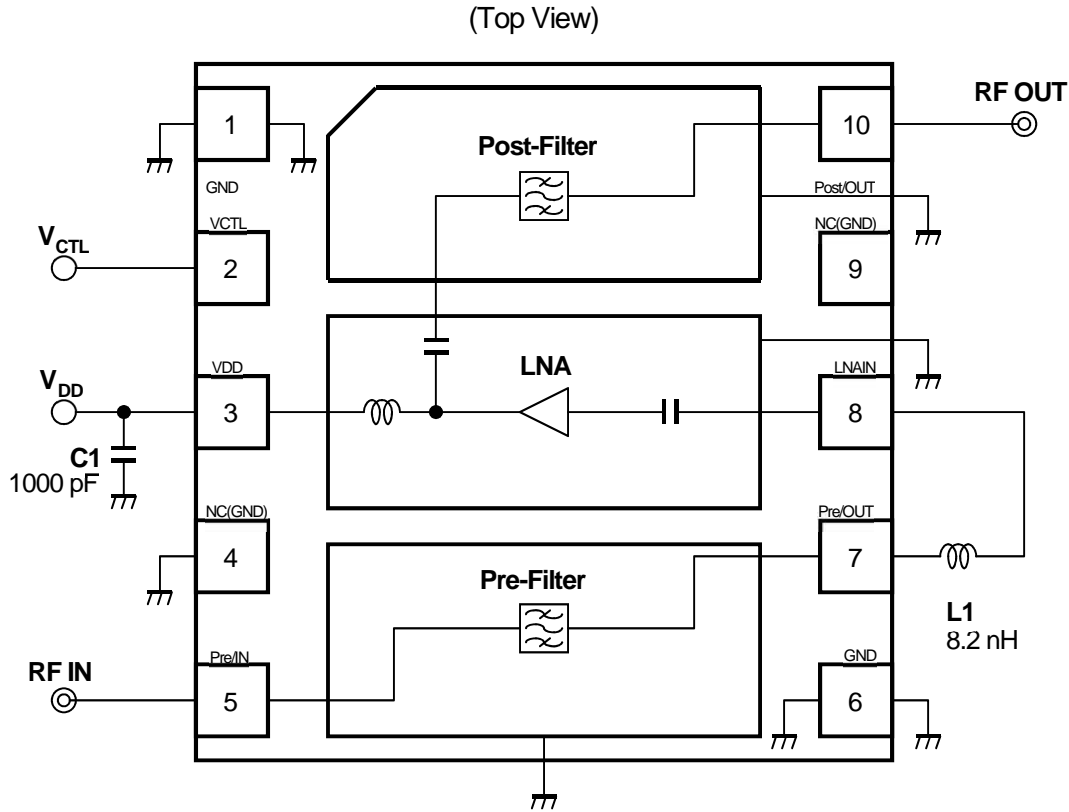 (Top View)
RF OUT
1
10
Post-Filter
GND
Post/OUT
VCTL
NC(GND)
VCTL
2
9
VDD
VDD
LNA
LNAIN
3
8
C1
1000 pF
NC(GND)
Pre/OUT
4
7
Pre-Filter
L1
8.2 nH
RF IN
Pre/IN
GND
5
6